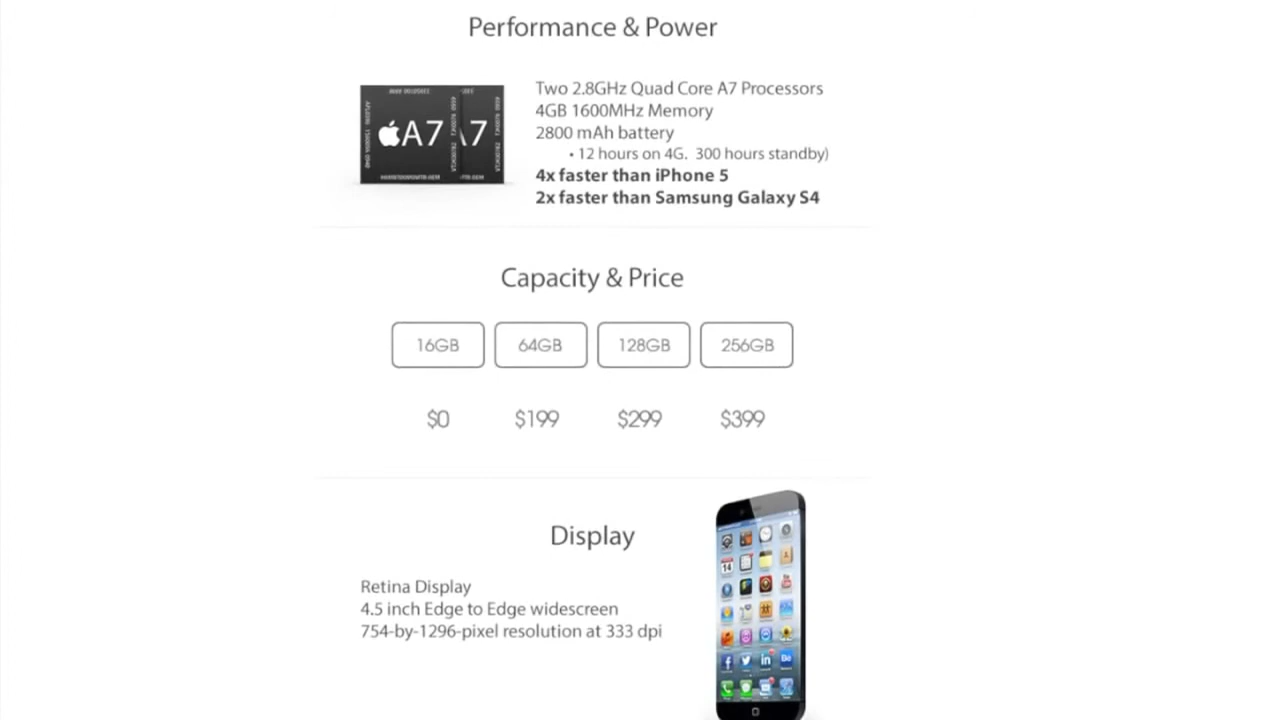 Performance & Power
Two 2.8GHz Quad Core A7 Processors
4GB 1600MHz Memory
2800 mAh battery
• 12 hours on 4G. 300 hours standby)
4x faster than iPhone 5
2x faster than Samsung Galaxy S4
A7
7
Capacity & Price
16GB 64GB 128GB 256GB
$0 $199 $299 $399
Display
Retina Display
4.5 inch Edge to Edge widescreen
754-by-1296-pixel resolution at 333 dpi
14